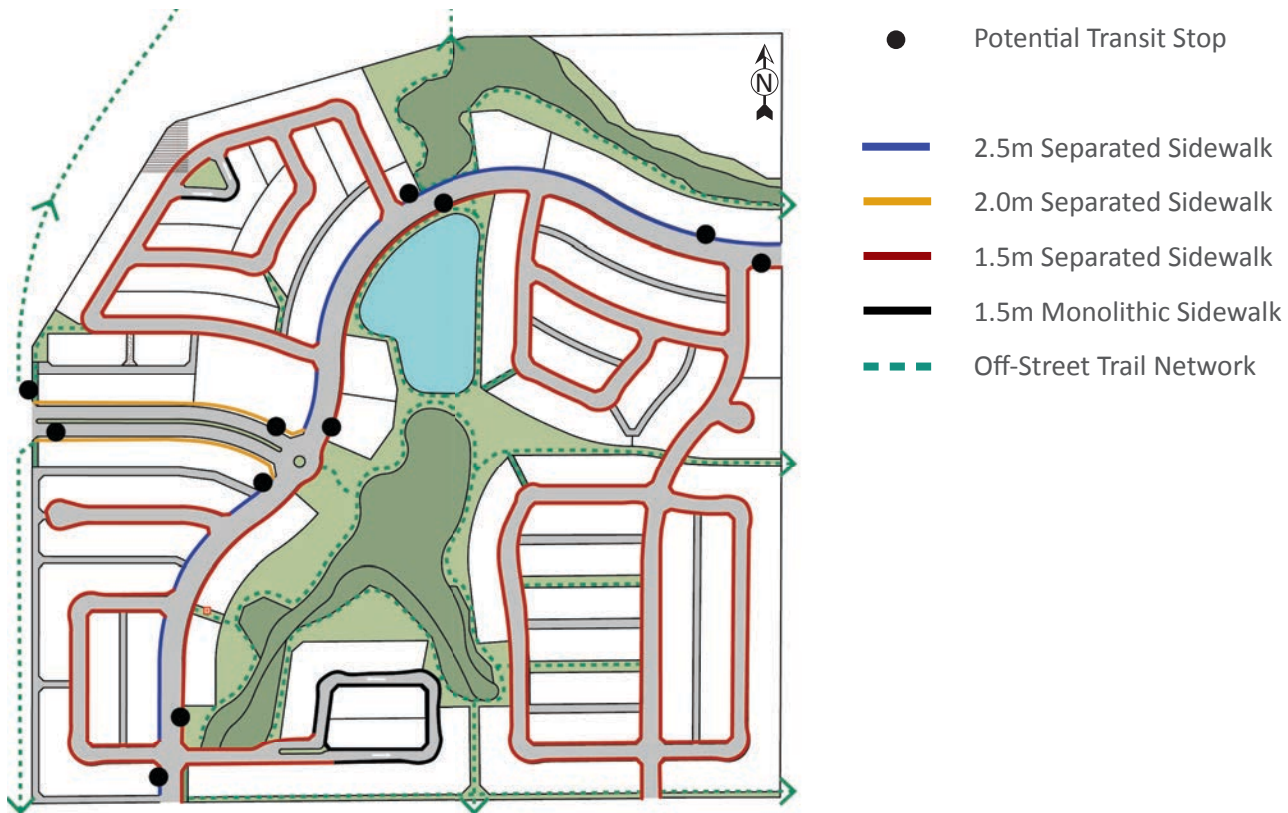 N
Potential Transit Stop
2.5m Separated Sidewalk
2.0m Separated Sidewalk
1.5m Separated Sidewalk
1.5m Monolithic Sidewalk
Off-Street Trail Network